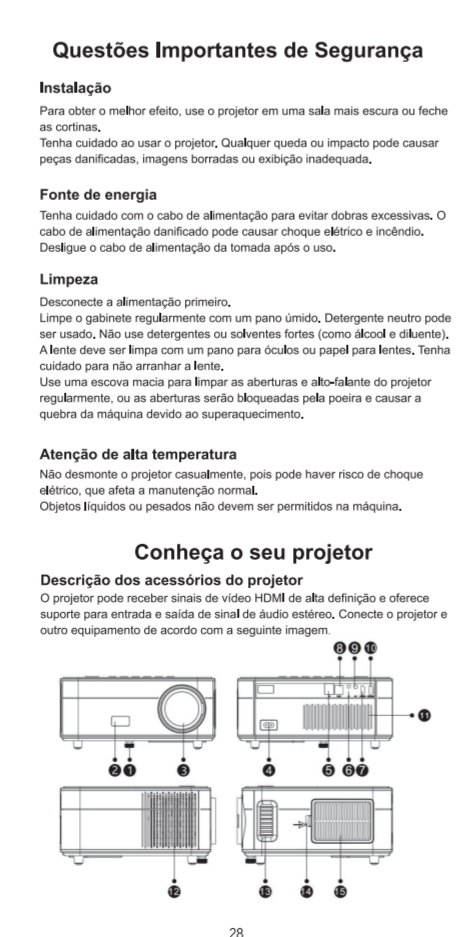 Questões Importantes de Segurança
Instalação
Para obter o melhor efeito, use o projetor em uma sala mais escura ou feche
as cortinas.
Tenha cuidado ao usar o projetor. Qualquer queda ou impacto pode causar
peças danificadas, imagens borradas ou exibição inadequada.
Fonte de energia
Tenha cuidado com o cabo de alimentação para evitar dobras excessivas. O
cabo de alimentação danificado pode causar choque elétrico e incêndio.
Desligue o cabo de alimentação da tomada após o uso.
Limpeza
Desconecte a alimentação primeiro.
Limpe o gabinete regularmente com um pano úmido. Detergente neutro pode
ser usado. Não use detergentes ou solventes fortes (como álcool e diluente).
A lente deve ser limpa com um pano para óculos ou papel para lentes. Tenha
cuidado para não arranhar a lente.
Use uma escova macia para limpar as aberturas e alto-falante do projetor
regularmente, ou as aberturas serão bloqueadas pela poeira e causar a
quebra da máquina devido ao superaquecimento.
Atenção de alta temperatura
Não desmonte o projetor casualmente, pois pode haver risco de choque
elétrico, que afeta a manutenção normal.
Objetos líquidos ou pesados não devem ser permitidos na máquina.
Conheça o seu projetor
Descrição dos acessórios do projetor
O projetor pode receber sinais de vídeo HDMI de alta definição e oferece
suporte para entrada e saída de sinal de áudio estéreo. Conecte o projetor e
outro equipamento de acordo com a seguinte imagem.
8 9 10
11
2 1 3 4 5 6 7
12 13 14 15
28